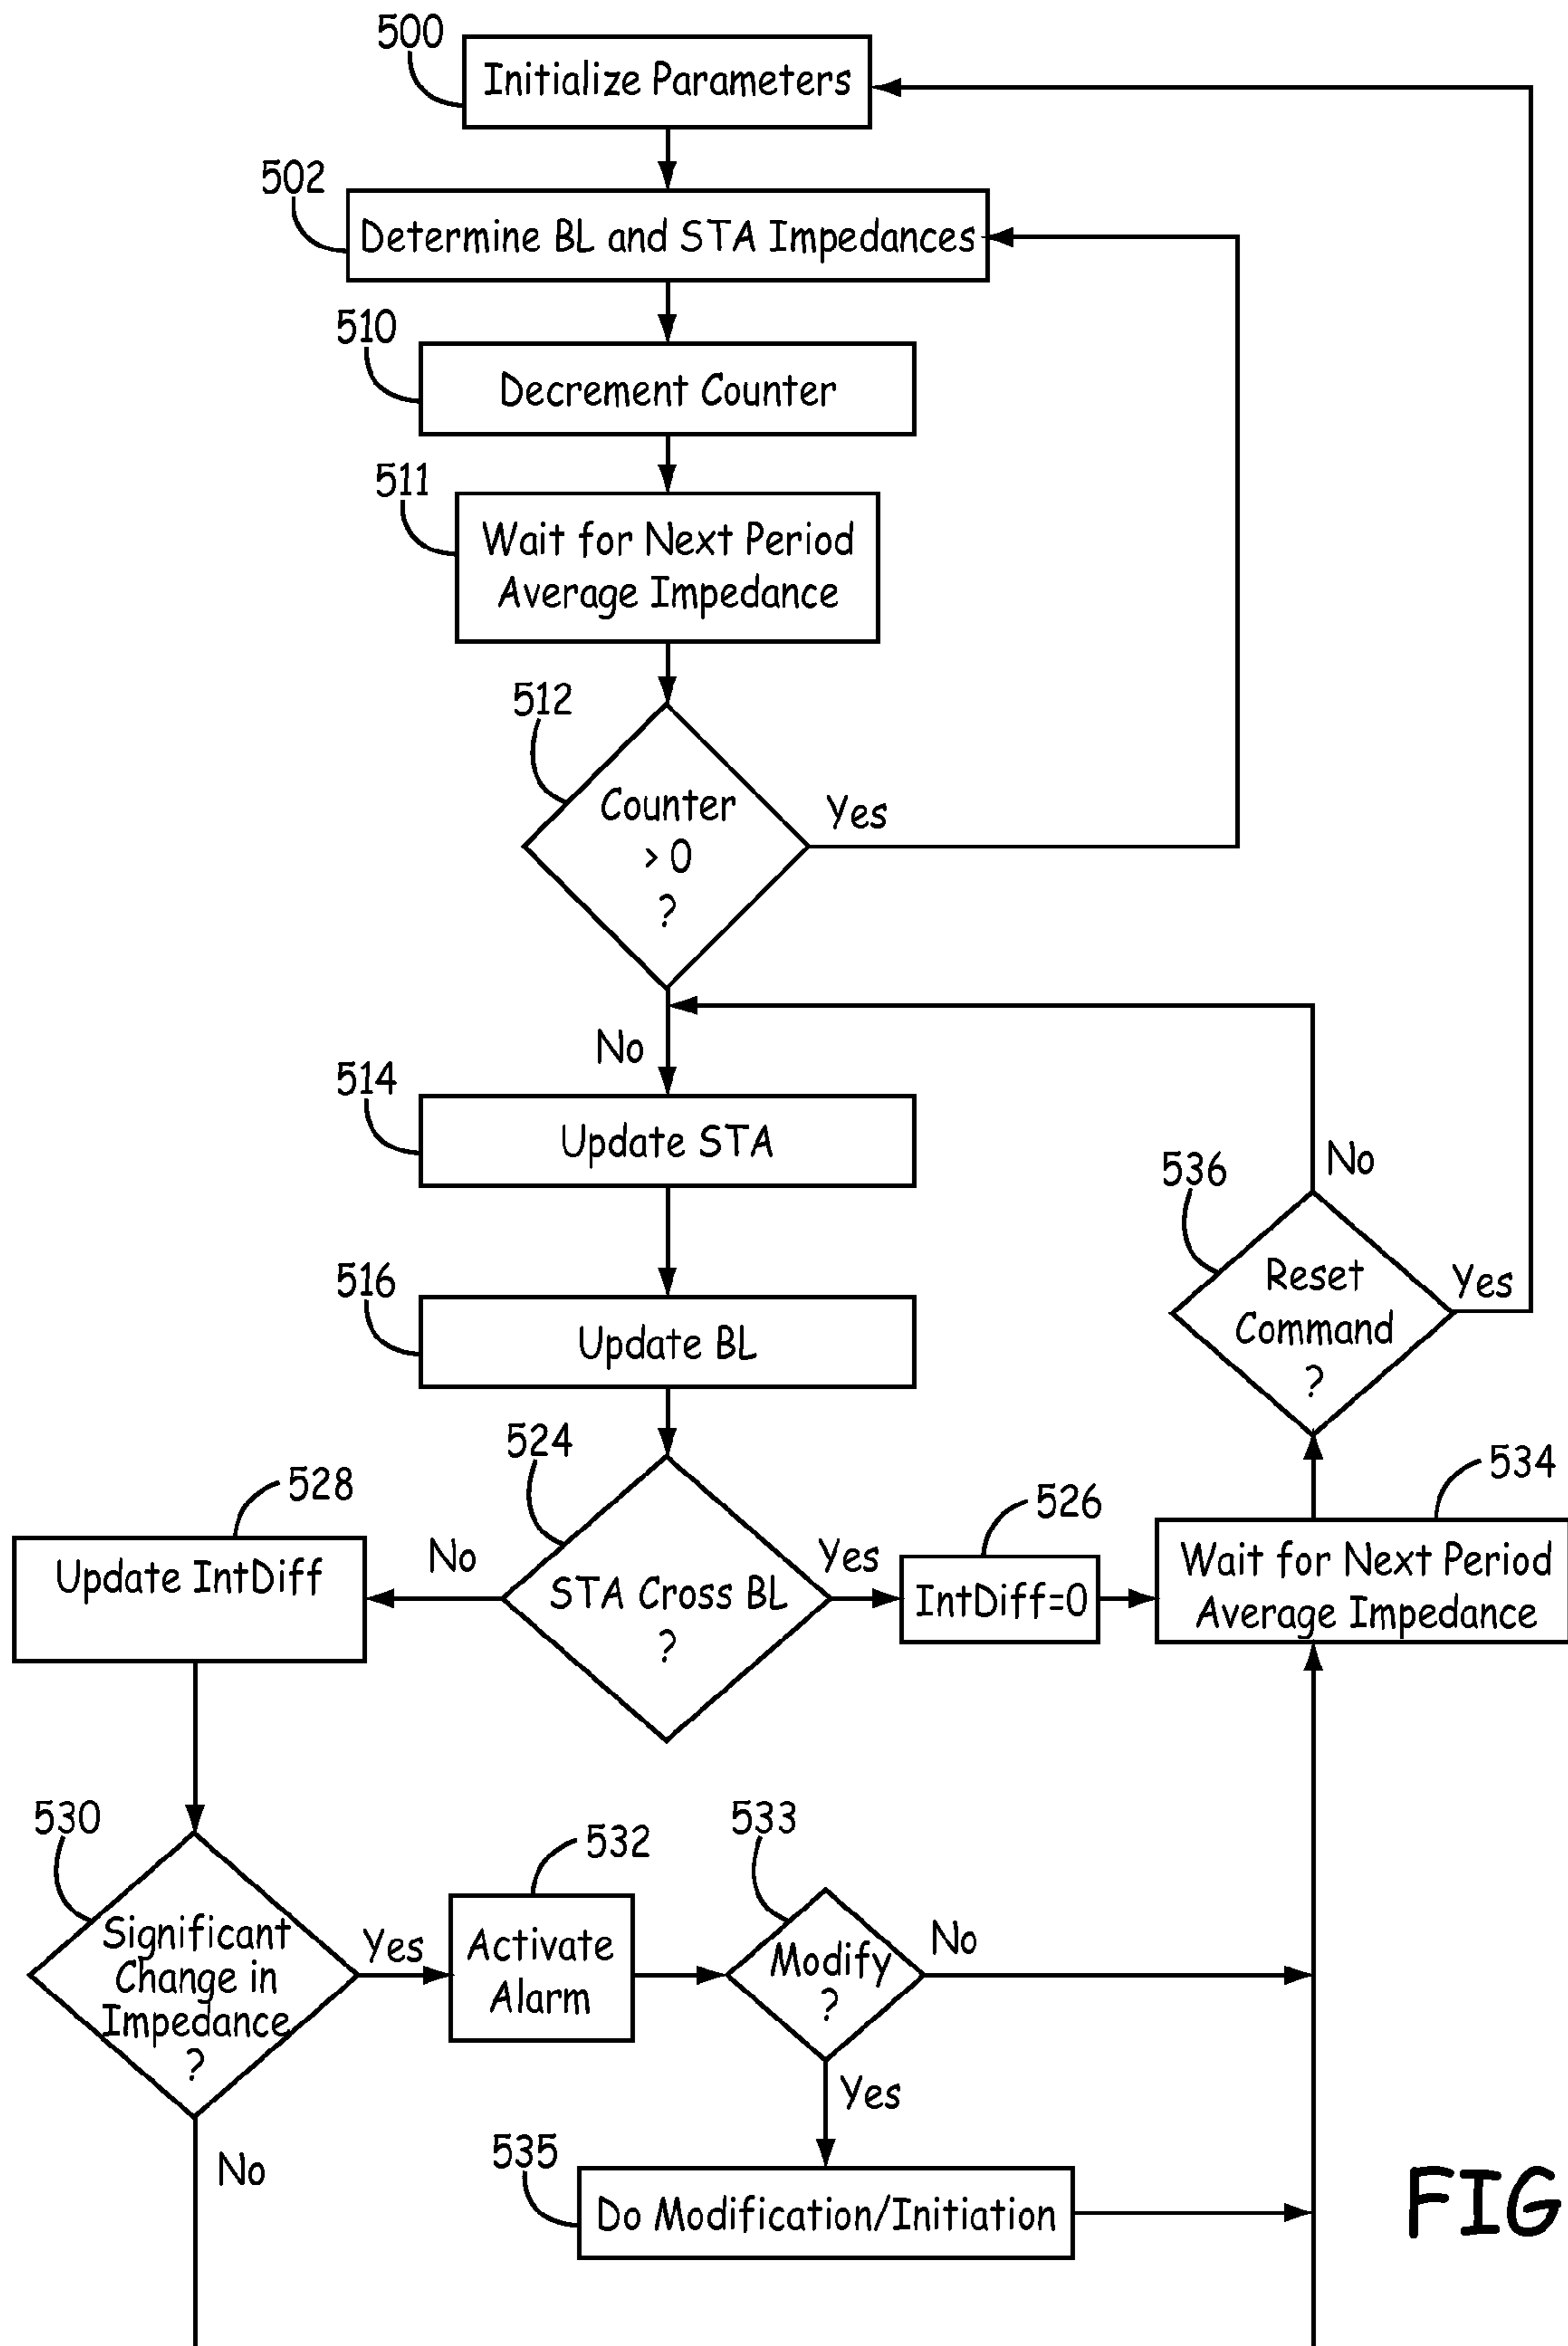 500
Initialize Parameters
502
Determine BL and STA Impedances
510
Decrement Counter
511
Wait for Next Period
Average Impedance
512
Counter
> 0
?
Yes
No
514
Update STA
536
No
Reset
Command
?
Yes
516
Update BL
524
STA Cross BL
?
No
Yes
528
Update IntDiff
526
IntDiff=0
534
Wait for Next Period
Average Impedance
530
Significant
Change in
Impedance
?
Yes
No
532
Activate
Alarm
533
Modify
?
No
Yes
535
Do Modification/Initiation
FIG